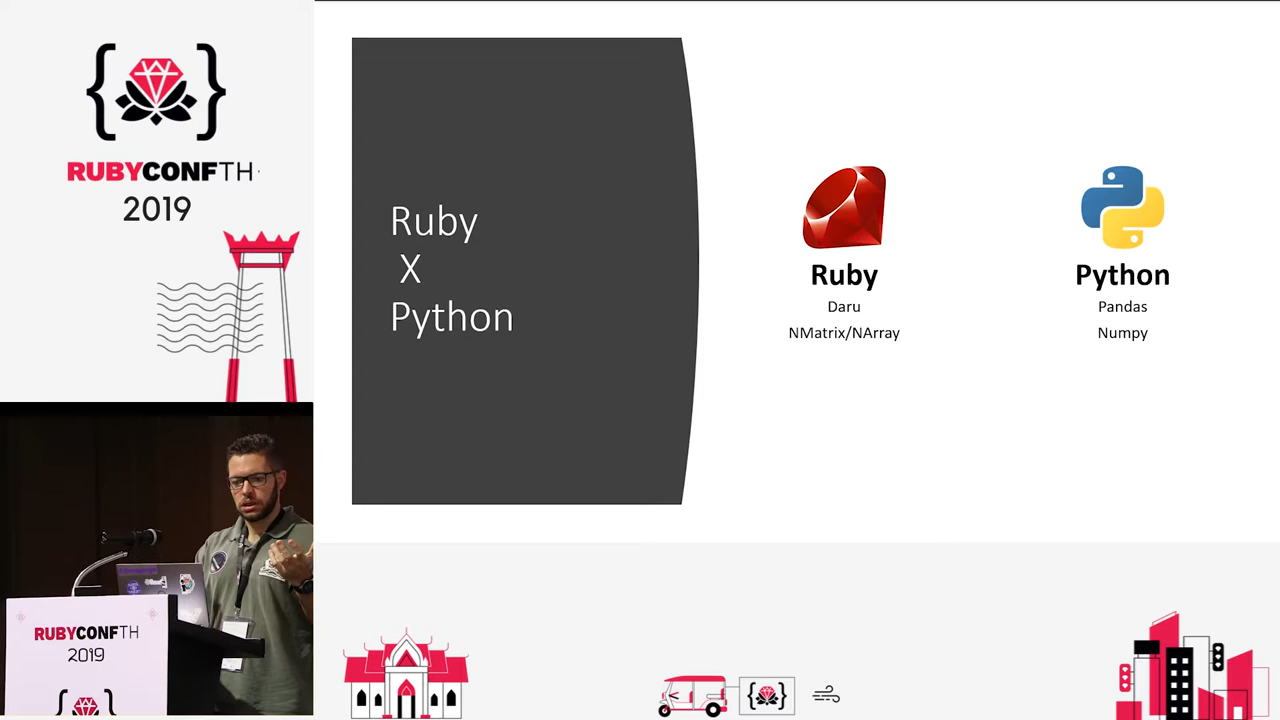 RUBYCONFTH
2019
Ruby
X
Python
Ruby
Daru
NMatrix/NArray
Python
Pandas
Numpy
RUBYCONFTH
2019